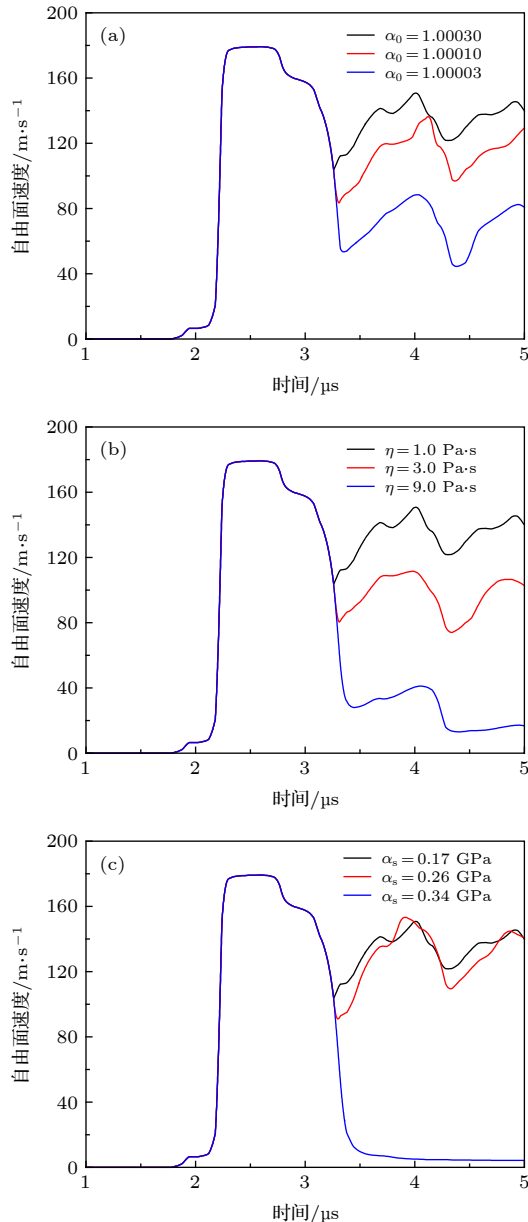 (a)
α₀ = 1.00030
α₀ = 1.00010
α₀ = 1.00003
自由面速度/m·s⁻¹
200
160
120
80
40
0
1 2 3 4 5
时间/μs
(b)
η = 1.0 Pa·s
η = 3.0 Pa·s
η = 9.0 Pa·s
自由面速度/m·s⁻¹
200
160
120
80
40
0
1 2 3 4 5
时间/μs
(c)
αₛ = 0.17 GPa
αₛ = 0.26 GPa
αₛ = 0.34 GPa
自由面速度/m·s⁻¹
200
160
120
80
40
0
1 2 3 4 5
时间/μs